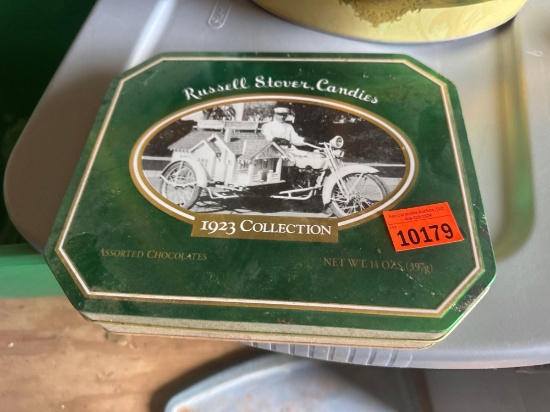 Russell Stover Candies
1923 COLLECTION
10179
ASSORTED CHOCOLATES
NET WT. 14 OZS (397g)